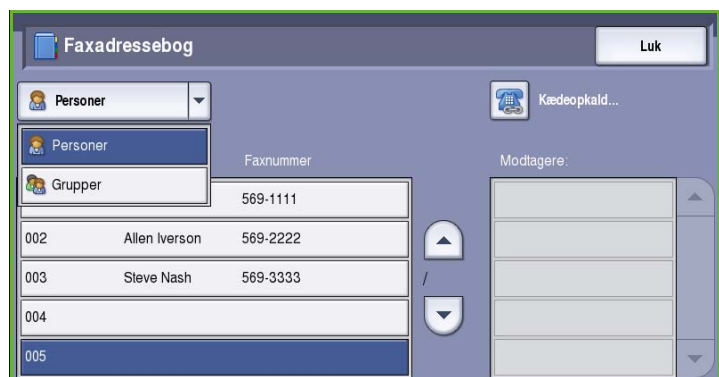 Faxadressebog
Luk
Personer
Kædeopkald...
Personer
Grupper
Faxnummer
Modtagere:
569-1111
002 Allen Iverson 569-2222
003 Steve Nash 569-3333
/
004
005